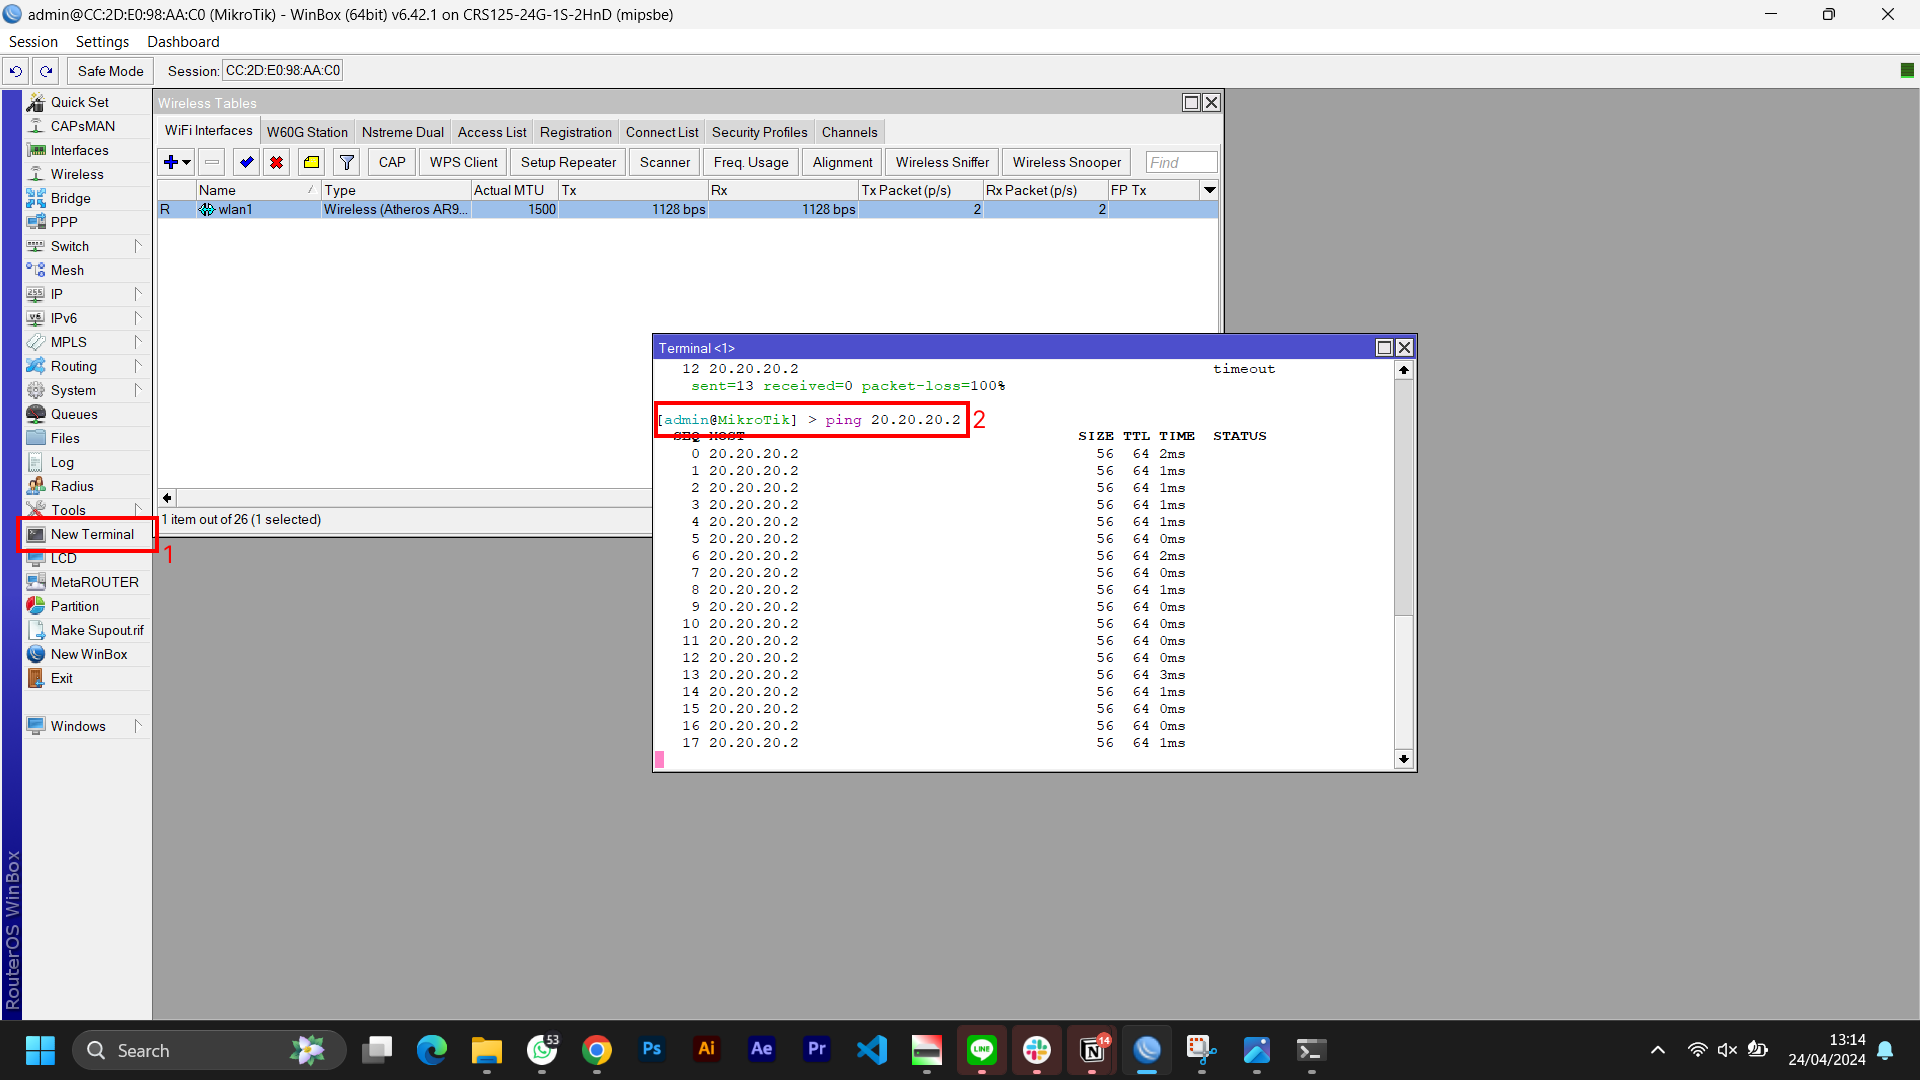 admin@CC:2D:E0:98:AA:C0 (MikroTik) - WinBox (64bit) v6.42.1 on CRS125-24G-1S-2HnD (mipsbe)
Session Settings Dashboard
Safe Mode Session: CC:2D:E0:98:AA:C0
Quick Set
CAPsMAN
Interfaces
Wireless
Bridge
PPP
Switch
Mesh
IP
IPv6
MPLS
Routing
System
Queues
Files
Log
Radius
Tools
New Terminal
1
LCD
MetaROUTER
Partition
Make Supout.rif
New WinBox
Exit
Windows
RouterOS WinBox
Wireless Tables
WiFi Interfaces W60G Station Nstreme Dual Access List Registration Connect List Security Profiles Channels
CAP WPS Client Setup Repeater Scanner Freq. Usage Alignment Wireless Sniffer Wireless Snooper Find
Name Type Actual MTU Tx Rx Tx Packet (p/s) Rx Packet (p/s) FP Tx
R wlan1 Wireless (Atheros AR9... 1500 1128 bps 1128 bps 2 2
1 item out of 26 (1 selected)
Terminal <1>
12 20.20.20.2 timeout
sent=13 received=0 packet-loss=100%
[admin@MikroTik] > ping 20.20.20.2 2
SEQ HOST SIZE TTL TIME STATUS
0 20.20.20.2 56 64 2ms
1 20.20.20.2 56 64 1ms
2 20.20.20.2 56 64 1ms
3 20.20.20.2 56 64 1ms
4 20.20.20.2 56 64 1ms
5 20.20.20.2 56 64 0ms
6 20.20.20.2 56 64 2ms
7 20.20.20.2 56 64 0ms
8 20.20.20.2 56 64 1ms
9 20.20.20.2 56 64 0ms
10 20.20.20.2 56 64 0ms
11 20.20.20.2 56 64 0ms
12 20.20.20.2 56 64 0ms
13 20.20.20.2 56 64 3ms
14 20.20.20.2 56 64 1ms
15 20.20.20.2 56 64 0ms
16 20.20.20.2 56 64 0ms
17 20.20.20.2 56 64 1ms
Search 53 Ps Ai Ae Pr LINE 14
13:14
24/04/2024